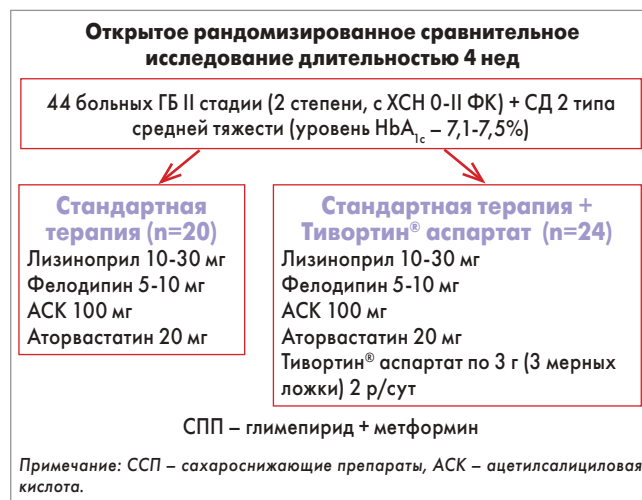 Открытое рандомизированное сравнительное
исследование длительностью 4 нед
44 больных ГБ II стадии (2 степени, с ХСН 0-II ФК) + СД 2 типа
средней тяжести (уровень HbA1c – 7,1-7,5%)
Стандартная
терапия (n=20)
Лизиноприл 10-30 мг
Фелодипин 5-10 мг
АСК 100 мг
Аторвастатин 20 мг
Стандартная терапия +
Тивортин® аспартат (n=24)
Лизиноприл 10-30 мг
Фелодипин 5-10 мг
АСК 100 мг
Аторвастатин 20 мг
Тивортин® аспартат по 3 г (3 мерных
ложки) 2 р/сут
СПП – глимепирид + метформин
Примечание: ССП – сахароснижающие препараты, АСК – ацетилсалициловая
кислота.